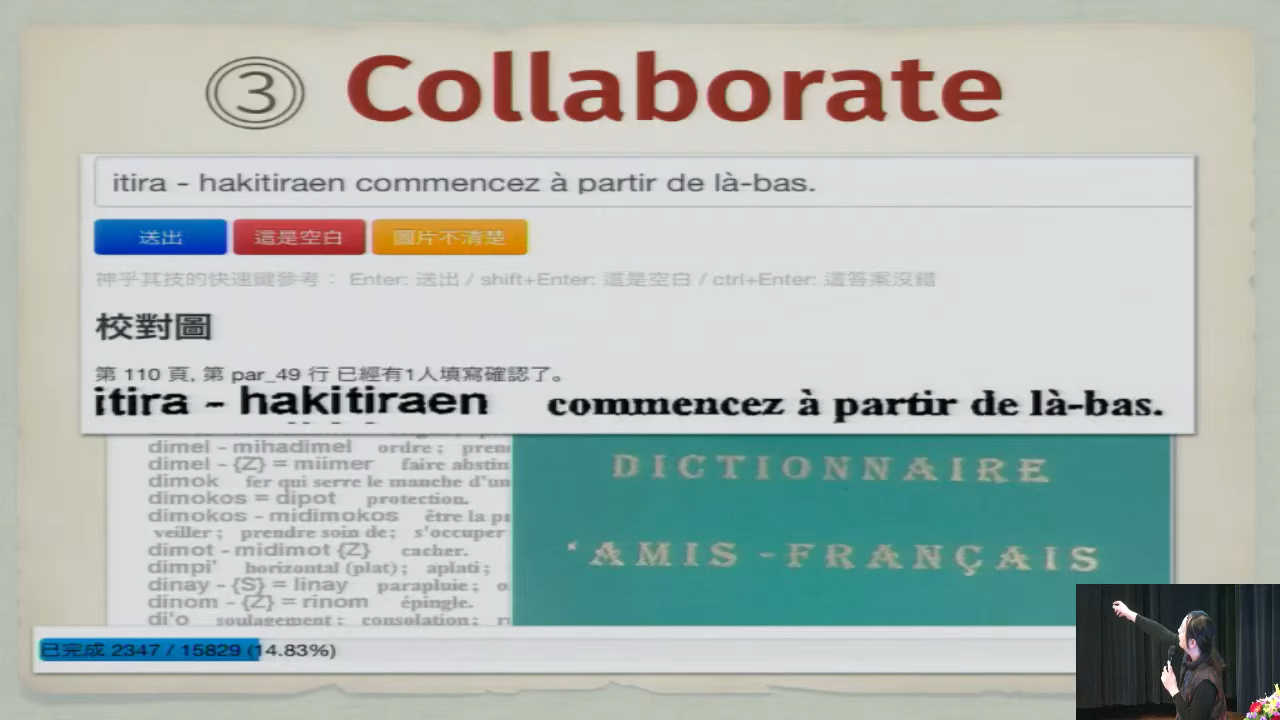 ③ Collaborate
itira - hakitiraen commencez à partir de là-bas.
送出 這是空白 圖片不清楚
神乎其技的快速鍵參考： Enter: 送出 / shift+Enter: 這是空白 / ctrl+Enter: 這答案沒錯
校對圖
第 110 頁, 第 par_49 行 已經有1人填寫確認了。
itira - hakitiraen commencez à partir de là-bas.
dimel - mihadimel ordre ; pren
dimel - {Z} = miimer faire abstin
dimok fer qui serre le manche d'un
dimokos = dipot protection.
dimokos - midimokos être la p
veiller ; prendre soin de ; s'occuper
dimot - midimot {Z} cacher.
dimpi' horizontal (plat) ; aplati ;
dinay - {S} = linay parapluie ; o
dinom - {Z} = rinom épingle.
di'o soulagement ; consolation ; r
DICTIONNAIRE
'AMIS - FRANÇAIS
已完成 2347 / 15829 (14.83%)